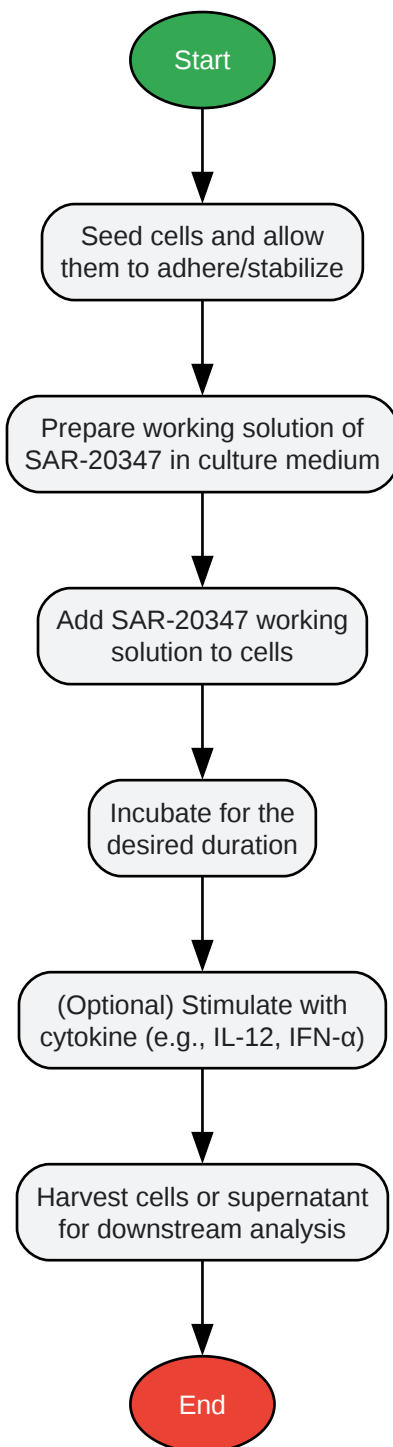 Start
Seed cells and allow
them to adhere/stabilize
Prepare working solution of
SAR-20347 in culture medium
Add SAR-20347 working
solution to cells
Incubate for the
desired duration
(Optional) Stimulate with
cytokine (e.g., IL-12, IFN-α)
Harvest cells or supernatant
for downstream analysis
End